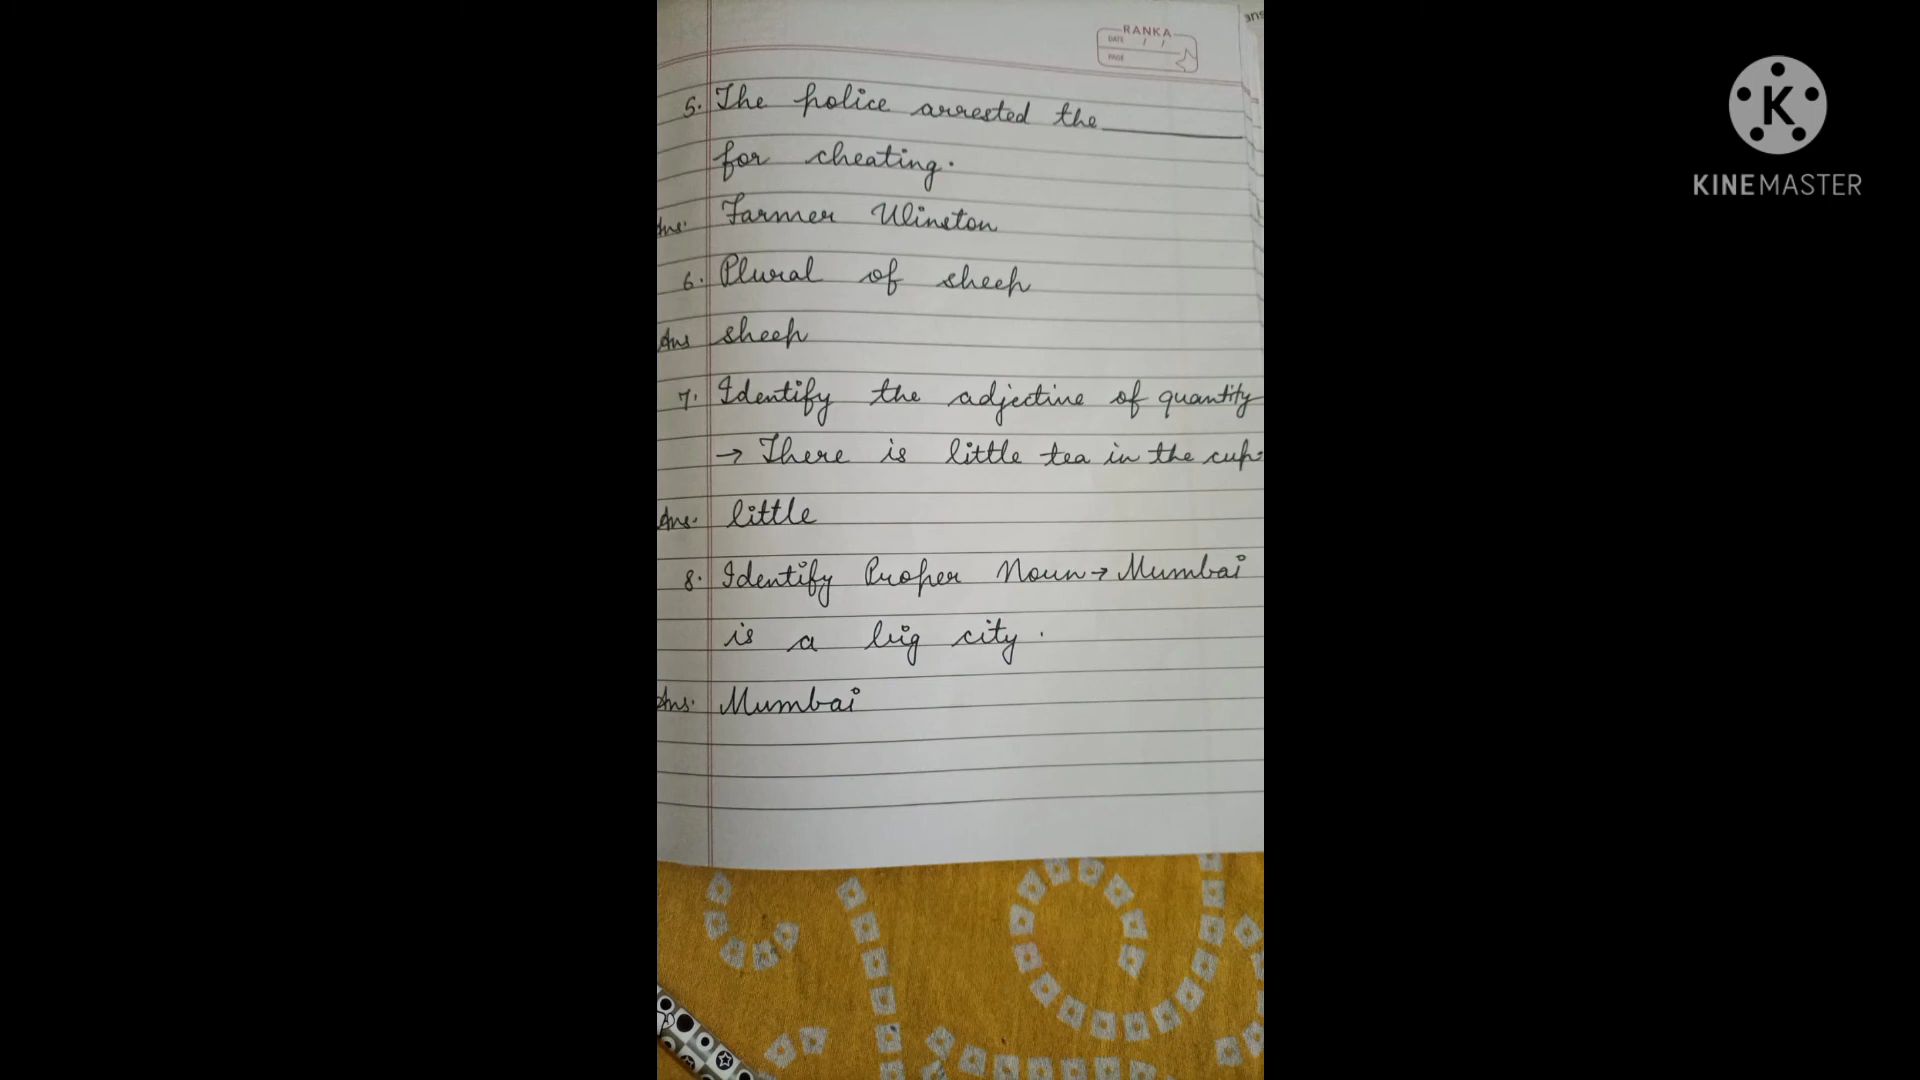 RANKA
DATE / /
PAGE
5. The police arrested the
for cheating.
Ans. Farmer Winston
6. Plural of sheep
Ans sheep
7. Identify the adjective of quantity
→ There is little tea in the cup.
Ans. little
8. Identify Proper Noun → Mumbai
is a big city.
Ans. Mumbai
K
KINEMASTER